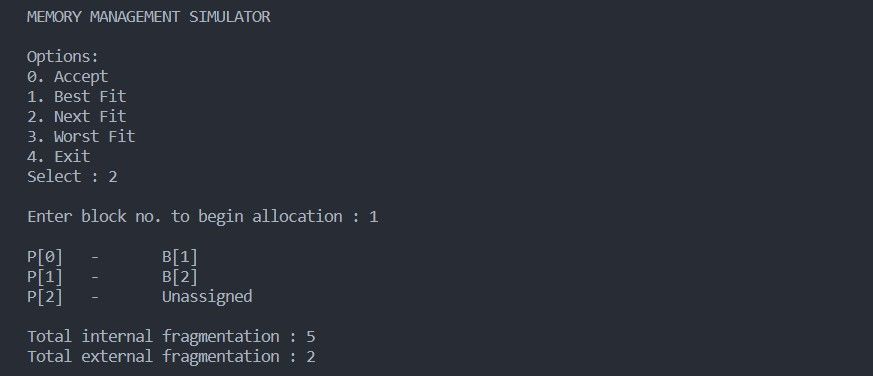 MEMORY MANAGEMENT SIMULATOR
Options:
0. Accept
1. Best Fit
2. Next Fit
3. Worst Fit
4. Exit
Select : 2
Enter block no. to begin allocation : 1
P[0]   -       B[1]
P[1]   -       B[2]
P[2]   -       Unassigned
Total internal fragmentation : 5
Total external fragmentation : 2